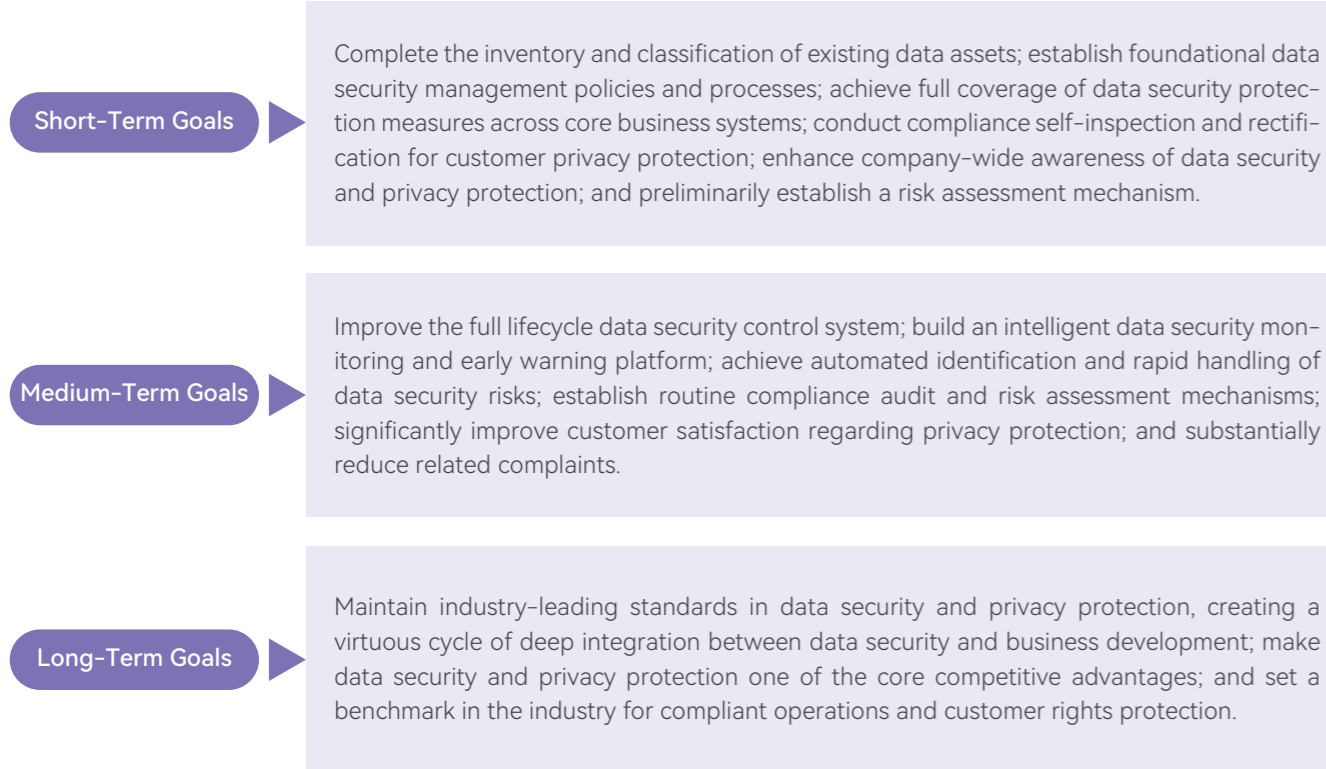 Short-Term Goals
Complete the inventory and classification of existing data assets; establish foundational data
security management policies and processes; achieve full coverage of data security protec-
tion measures across core business systems; conduct compliance self-inspection and rectifi-
cation for customer privacy protection; enhance company-wide awareness of data security
and privacy protection; and preliminarily establish a risk assessment mechanism.
Medium-Term Goals
Improve the full lifecycle data security control system; build an intelligent data security mon-
itoring and early warning platform; achieve automated identification and rapid handling of
data security risks; establish routine compliance audit and risk assessment mechanisms;
significantly improve customer satisfaction regarding privacy protection; and substantially
reduce related complaints.
Long-Term Goals
Maintain industry-leading standards in data security and privacy protection, creating a
virtuous cycle of deep integration between data security and business development; make
data security and privacy protection one of the core competitive advantages; and set a
benchmark in the industry for compliant operations and customer rights protection.